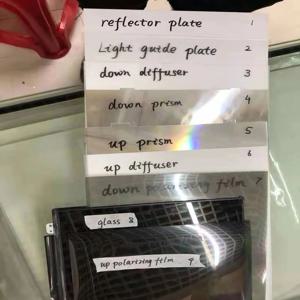 reflector plate 1
Light guide plate 2
down diffuser 3
down prism 4
up prism 5
up diffuser 6
down polarizing film 7
glass 8
up polarizing film 9